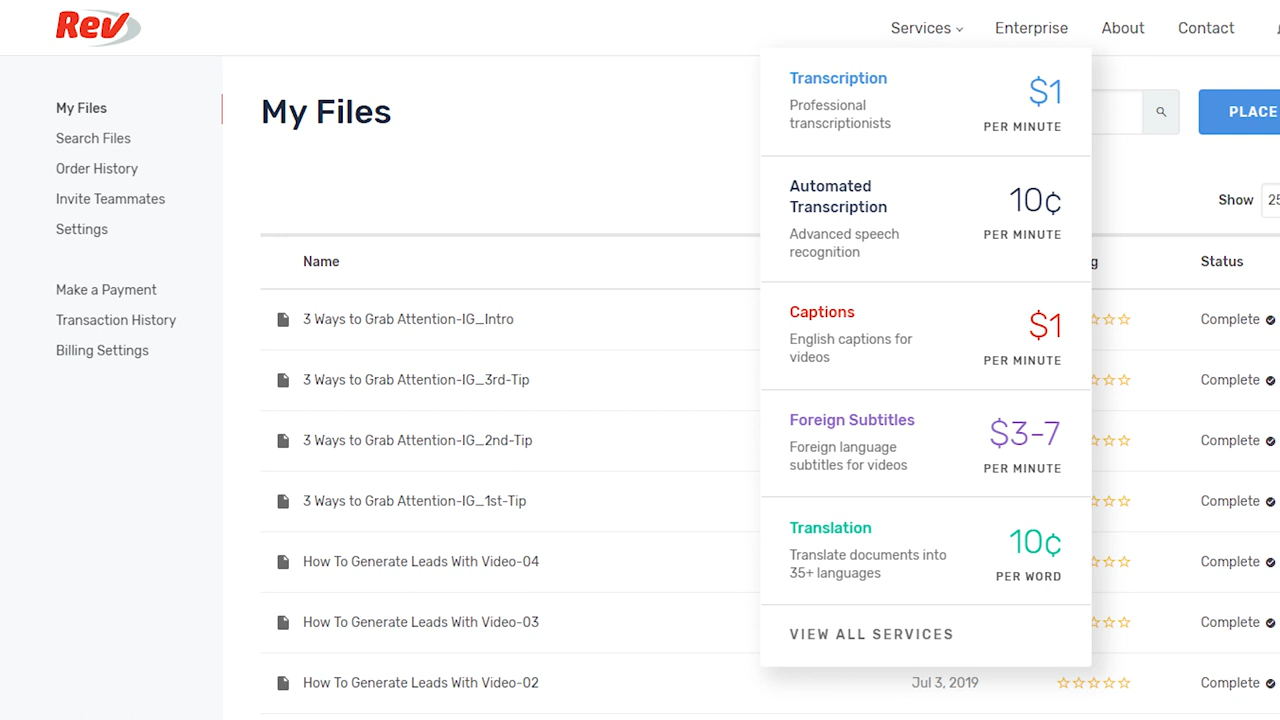 Rev
Services
Enterprise
About
Contact
My Files
Search Files
Order History
Invite Teammates
Settings
Make a Payment
Transaction History
Billing Settings
My Files
PLACE
Show 25
Transcription
Professional
transcriptionists
$1
PER MINUTE
Automated
Transcription
Advanced speech
recognition
10¢
PER MINUTE
Captions
English captions for
videos
$1
PER MINUTE
Foreign Subtitles
Foreign language
subtitles for videos
$3–7
PER MINUTE
Translation
Translate documents into
35+ languages
10¢
PER WORD
VIEW ALL SERVICES
Name
Status
3 Ways to Grab Attention-IG_Intro
Complete
3 Ways to Grab Attention-IG_3rd-Tip
Complete
3 Ways to Grab Attention-IG_2nd-Tip
Complete
3 Ways to Grab Attention-IG_1st-Tip
Complete
How To Generate Leads With Video-04
Complete
How To Generate Leads With Video-03
Complete
How To Generate Leads With Video-02
Jul 3, 2019
Complete